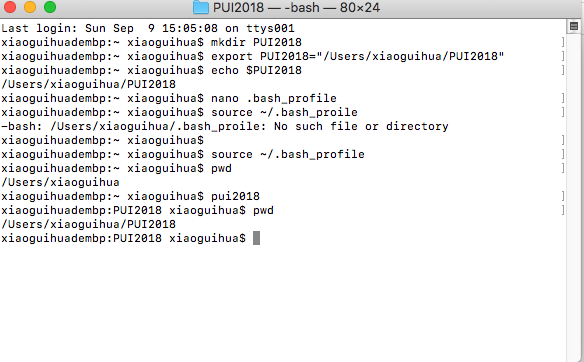 PUI2018 — -bash — 80×24
Last login: Sun Sep  9 15:05:08 on ttys001
xiaoguihuadembp:~ xiaoguihua$ mkdir PUI2018
xiaoguihuadembp:~ xiaoguihua$ export PUI2018="/Users/xiaoguihua/PUI2018"
xiaoguihuadembp:~ xiaoguihua$ echo $PUI2018
/Users/xiaoguihua/PUI2018
xiaoguihuadembp:~ xiaoguihua$ nano .bash_profile
xiaoguihuadembp:~ xiaoguihua$ source ~/.bash_proile
-bash: /Users/xiaoguihua/.bash_proile: No such file or directory
xiaoguihuadembp:~ xiaoguihua$
xiaoguihuadembp:~ xiaoguihua$ source ~/.bash_profile
xiaoguihuadembp:~ xiaoguihua$ pwd
/Users/xiaoguihua
xiaoguihuadembp:~ xiaoguihua$ pui2018
xiaoguihuadembp:PUI2018 xiaoguihua$ pwd
/Users/xiaoguihua/PUI2018
xiaoguihuadembp:PUI2018 xiaoguihua$